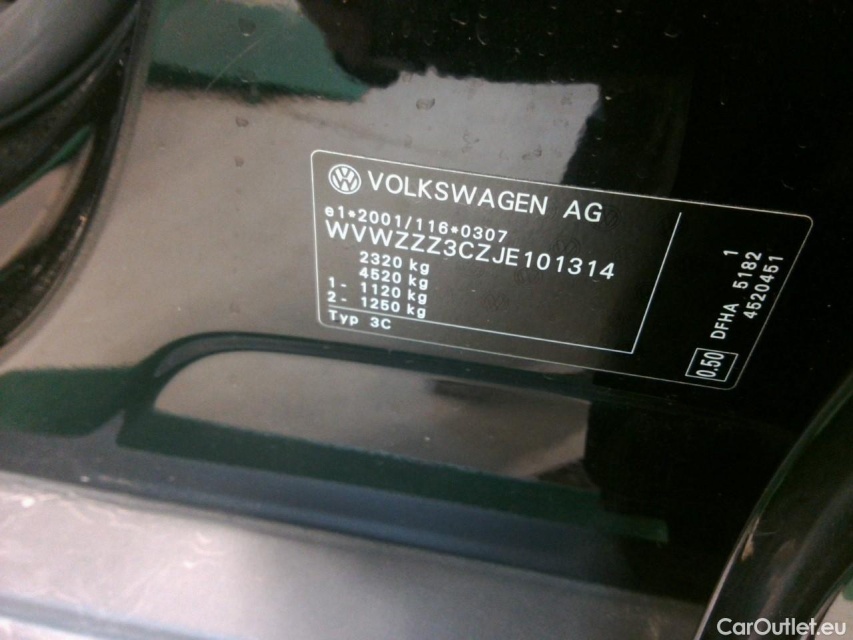 VOLKSWAGEN AG
e1*2001/116*0307
WVWZZZ3CZJE101314
2320 kg
4520 kg
1- 1120 kg
2- 1250 kg
Typ 3C
0.50 DFHA 5182 1
4520451
CarOutlet.eu